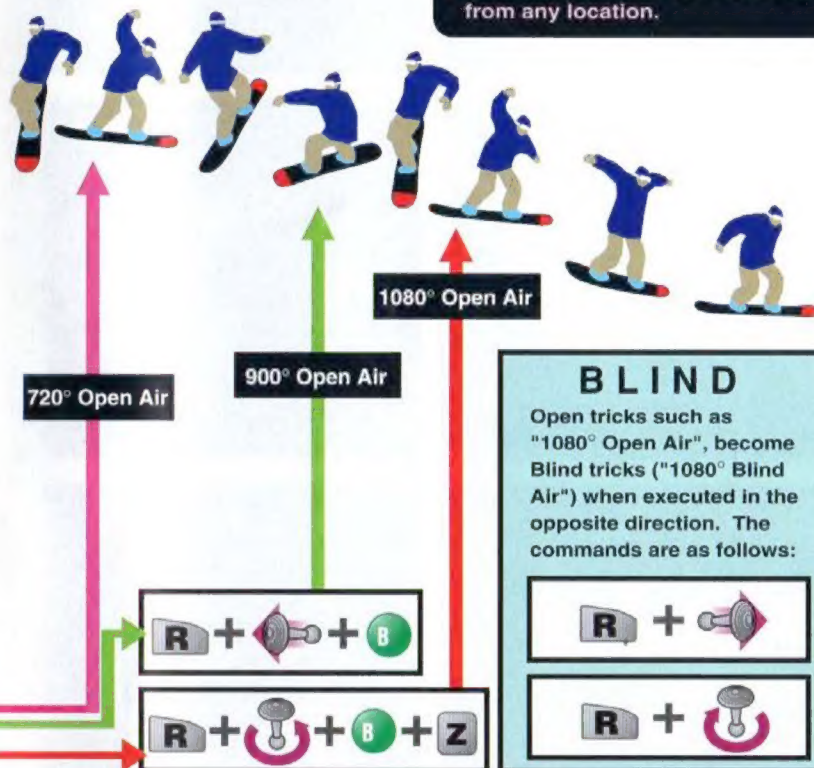 from any location.
1080° Open Air
900° Open Air
720° Open Air
BLIND
Open tricks such as
"1080° Open Air", become
Blind tricks ("1080° Blind
Air") when executed in the
opposite direction. The
commands are as follows:
R + + B
R +
R + + B + Z
R +